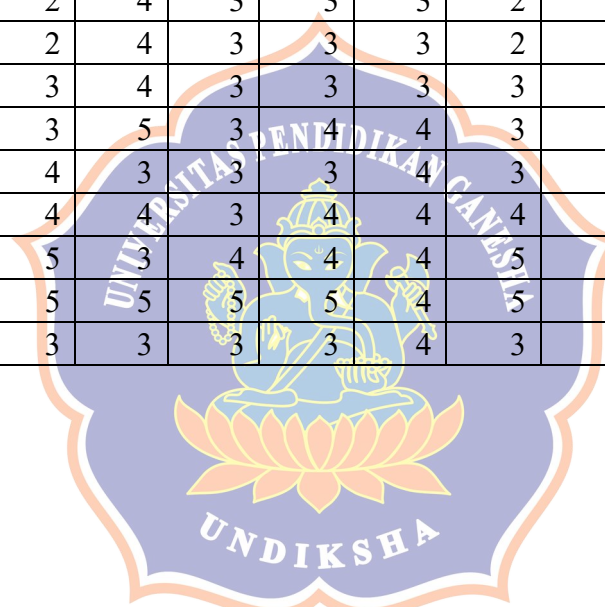 2 4 3 3 3 2
2 4 3 3 3 2
3 4 3 3 3 3
3 5 3 4 4 3
4 3 3 3 4 3
4 4 3 4 4 4
5 3 4 4 4 5
5 5 5 5 4 5
3 3 3 3 4 3
UNIVERSITAS PENDIDIKAN GANESHA
UNDIKSHA